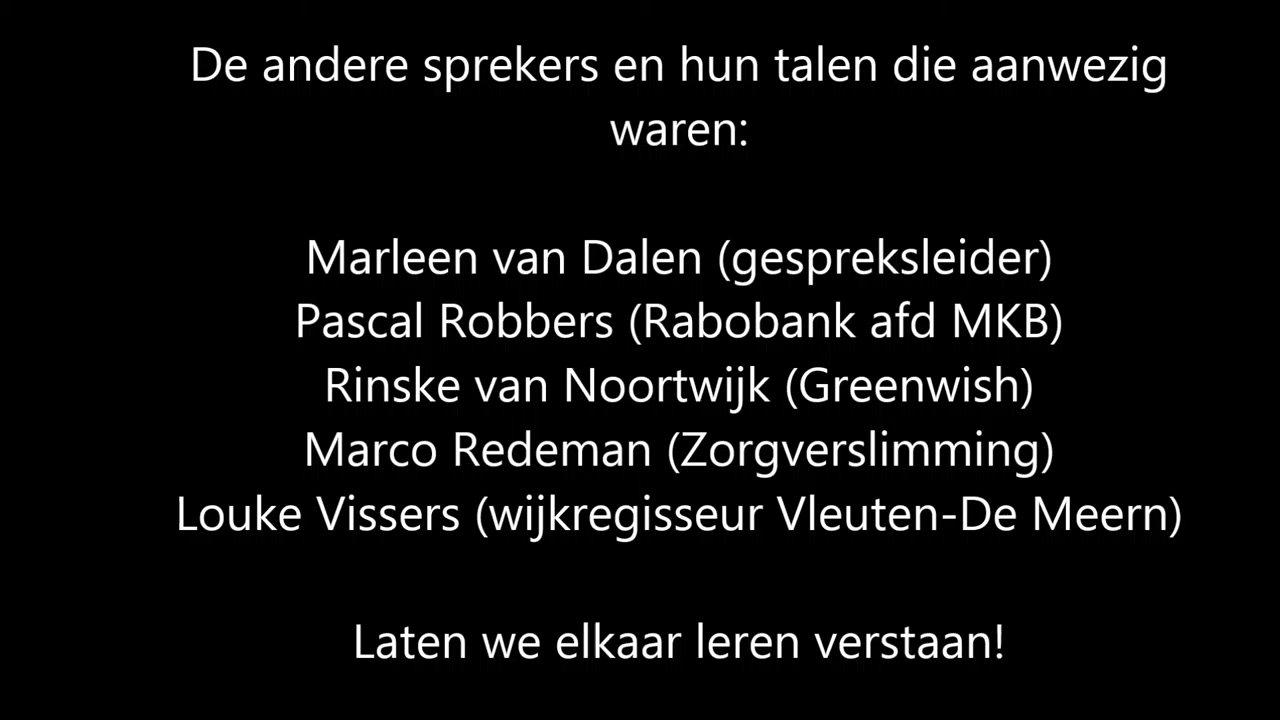 De andere sprekers en hun talen die aanwezig
waren:
Marleen van Dalen (gespreksleider)
Pascal Robbers (Rabobank afd MKB)
Rinske van Noortwijk (Greenwish)
Marco Redeman (Zorgverslimming)
Louke Vissers (wijkregisseur Vleuten-De Meern)
Laten we elkaar leren verstaan!